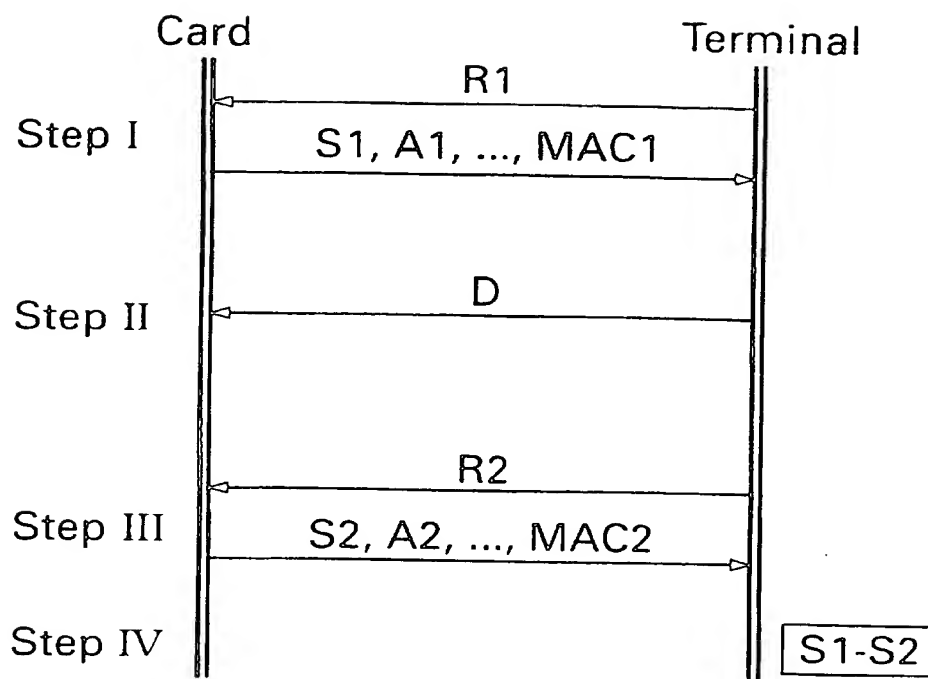 Card
Terminal
R1
Step I
S1, A1, ..., MAC1
D
Step II
R2
Step III
S2, A2, ..., MAC2
Step IV
S1-S2